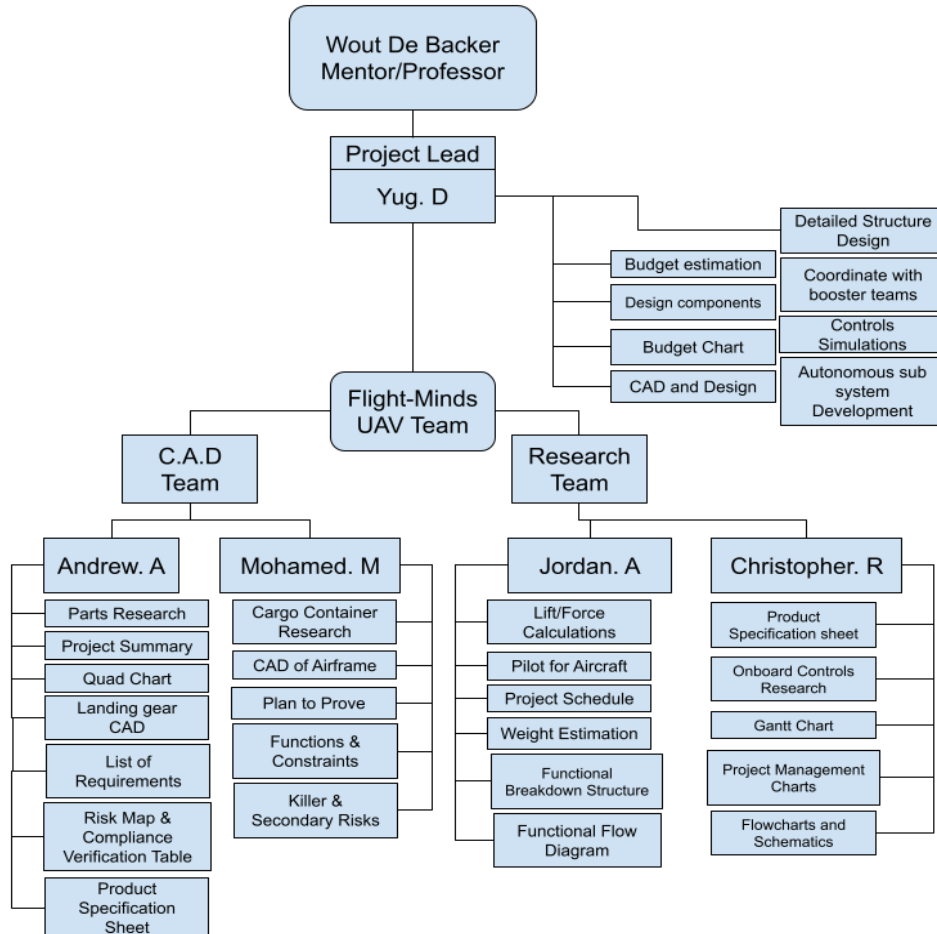 Wout De Backer
Mentor/Professor
Project Lead
Yug. D
Detailed Structure
Design
Budget estimation
Coordinate with
booster teams
Design components
Controls
Simulations
Budget Chart
CAD and Design
Autonomous sub
system
Development
Flight-Minds
UAV Team
C.A.D
Team
Research
Team
Andrew. A
Parts Research
Project Summary
Quad Chart
Landing gear
CAD
List of
Requirements
Risk Map &
Compliance
Verification Table
Product
Specification
Sheet
Mohamed. M
Cargo Container
Research
CAD of Airframe
Plan to Prove
Functions &
Constraints
Killer &
Secondary Risks
Jordan. A
Lift/Force
Calculations
Pilot for Aircraft
Project Schedule
Weight Estimation
Functional
Breakdown Structure
Functional Flow
Diagram
Christopher. R
Product
Specification sheet
Onboard Controls
Research
Gantt Chart
Project Management
Charts
Flowcharts and
Schematics